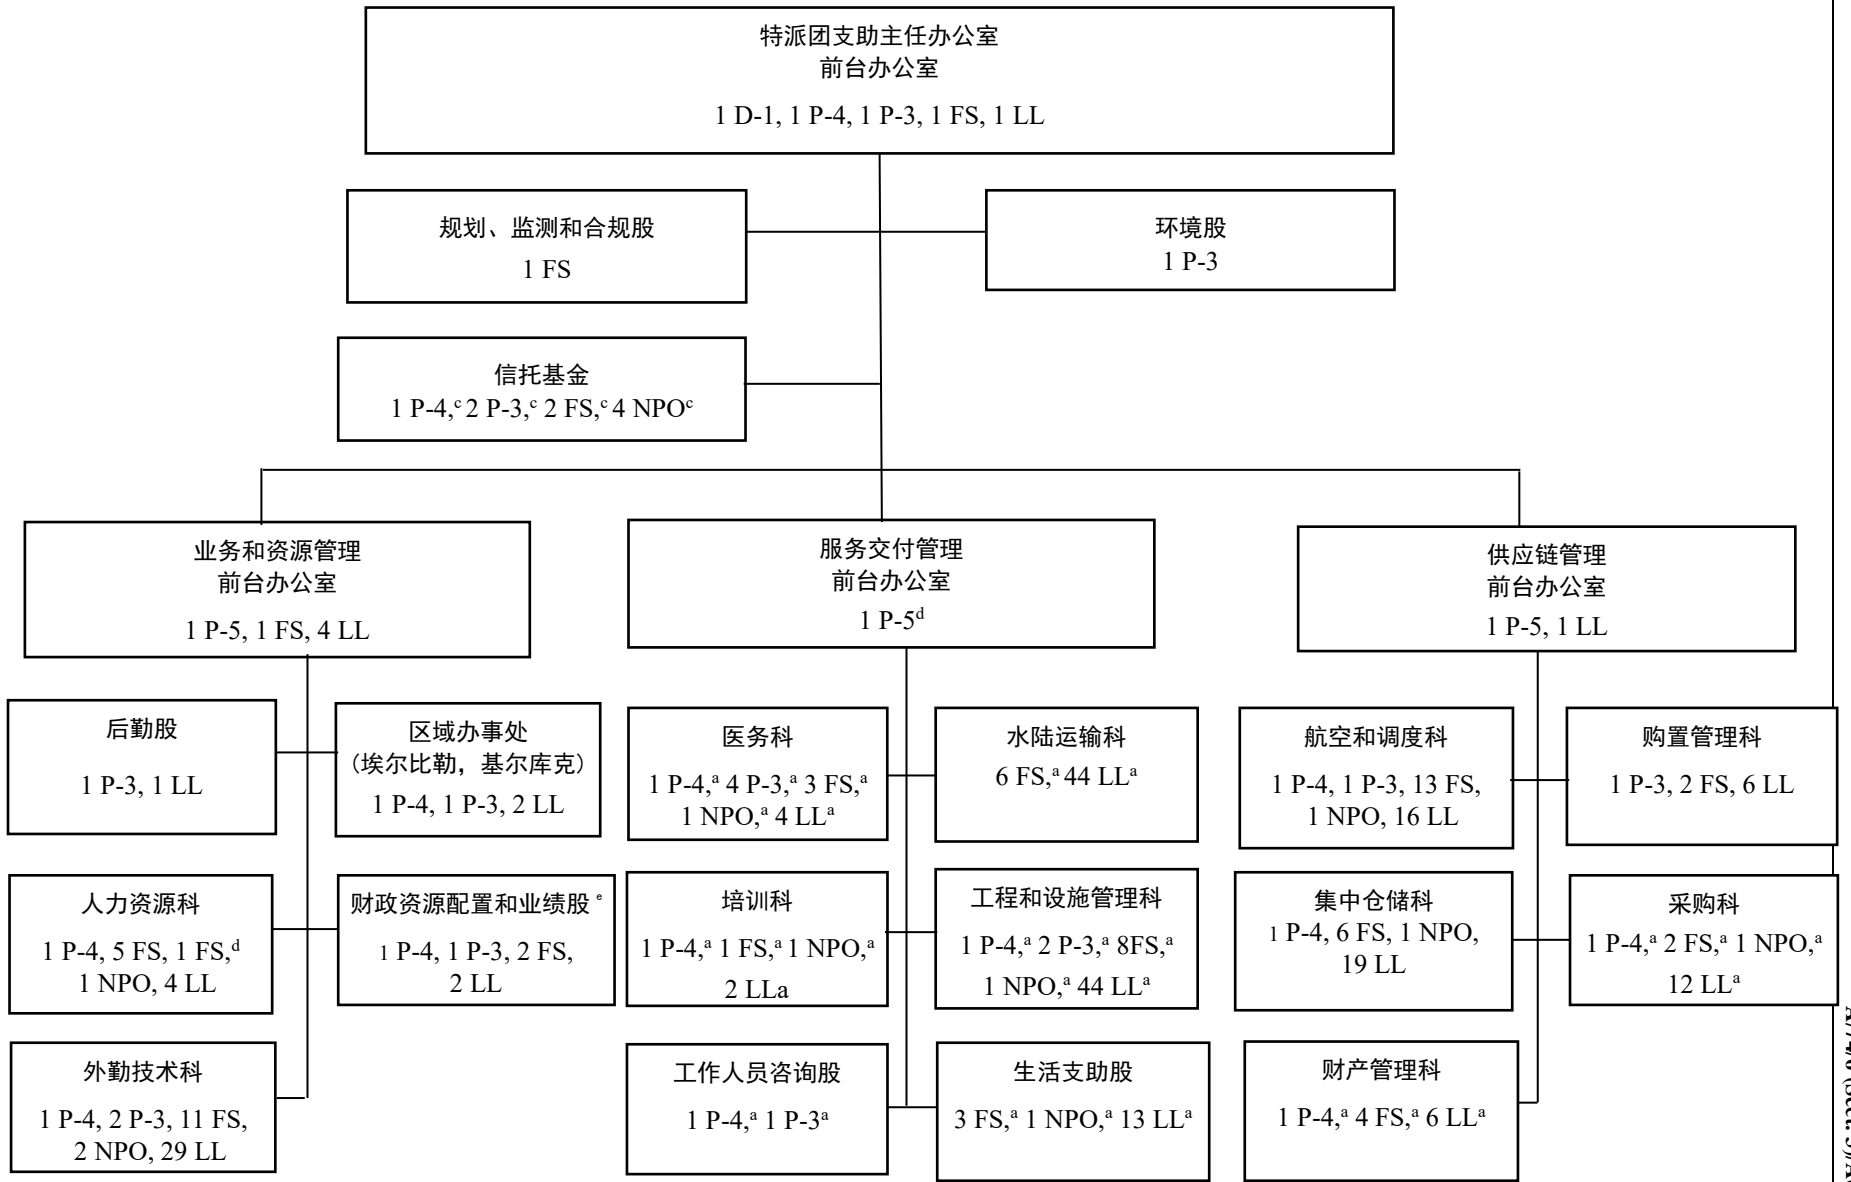 特派团支助主任办公室
前台办公室
1 D-1, 1 P-4, 1 P-3, 1 FS, 1 LL
规划、监测和合规股
1 FS
环境股
1 P-3
信托基金
1 P-4,ᶜ 2 P-3,ᶜ 2 FS,ᶜ 4 NPOᶜ
业务和资源管理
前台办公室
1 P-5, 1 FS, 4 LL
服务交付管理
前台办公室
1 P-5ᵈ
供应链管理
前台办公室
1 P-5, 1 LL
后勤股
1 P-3, 1 LL
区域办事处
(埃尔比勒，基尔库克)
1 P-4, 1 P-3, 2 LL
医务科
1 P-4,ᵃ 4 P-3,ᵃ 3 FS,ᵃ
1 NPO,ᵃ 4 LLᵃ
水陆运输科
6 FS,ᵃ 44 LLᵃ
航空和调度科
1 P-4, 1 P-3, 13 FS,
1 NPO, 16 LL
购置管理科
1 P-3, 2 FS, 6 LL
人力资源科
1 P-4, 5 FS, 1 FS,ᵈ
1 NPO, 4 LL
财政资源配置和业绩股 ᵉ
1 P-4, 1 P-3, 2 FS,
2 LL
培训科
1 P-4,ᵃ 1 FS,ᵃ 1 NPO,ᵃ
2 LLa
工程和设施管理科
1 P-4,ᵃ 2 P-3,ᵃ 8FS,ᵃ
1 NPO,ᵃ 44 LLᵃ
集中仓储科
1 P-4, 6 FS, 1 NPO,
19 LL
采购科
1 P-4,ᵃ 2 FS,ᵃ 1 NPO,ᵃ
12 LLᵃ
外勤技术科
1 P-4, 2 P-3, 11 FS,
2 NPO, 29 LL
工作人员咨询股
1 P-4,ᵃ 1 P-3ᵃ
生活支助股
3 FS,ᵃ 1 NPO,ᵃ 13 LLᵃ
财产管理科
1 P-4,ᵃ 4 FS,ᵃ 6 LLᵃ